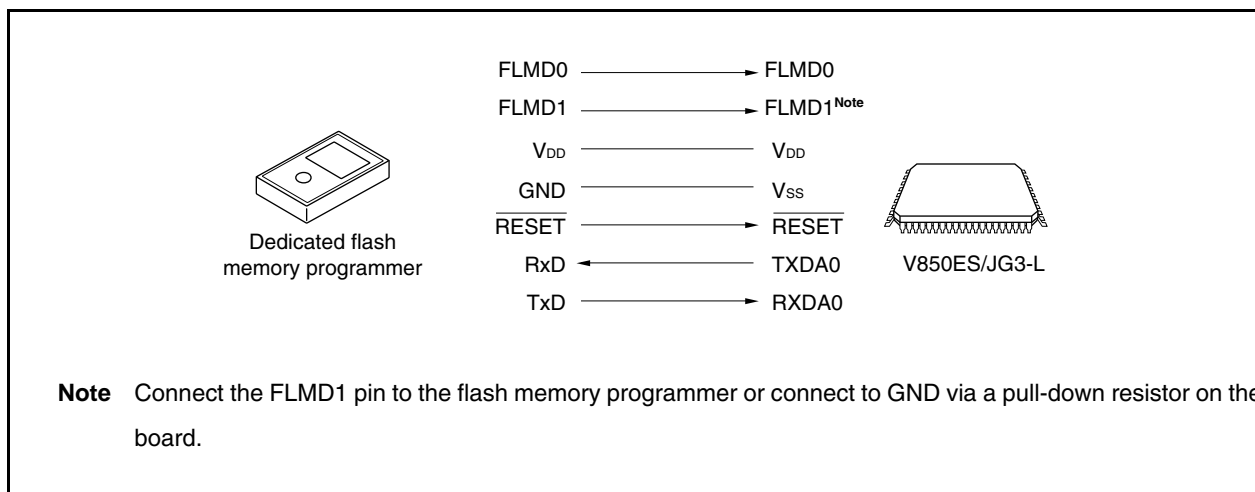 FLMD0 FLMD0
FLMD1 FLMD1Note
VDD VDD
GND VSS
RESET RESET
RxD TXDA0
TxD RXDA0
Dedicated flash
memory programmer
V850ES/JG3-L
Note Connect the FLMD1 pin to the flash memory programmer or connect to GND via a pull-down resistor on the
board.